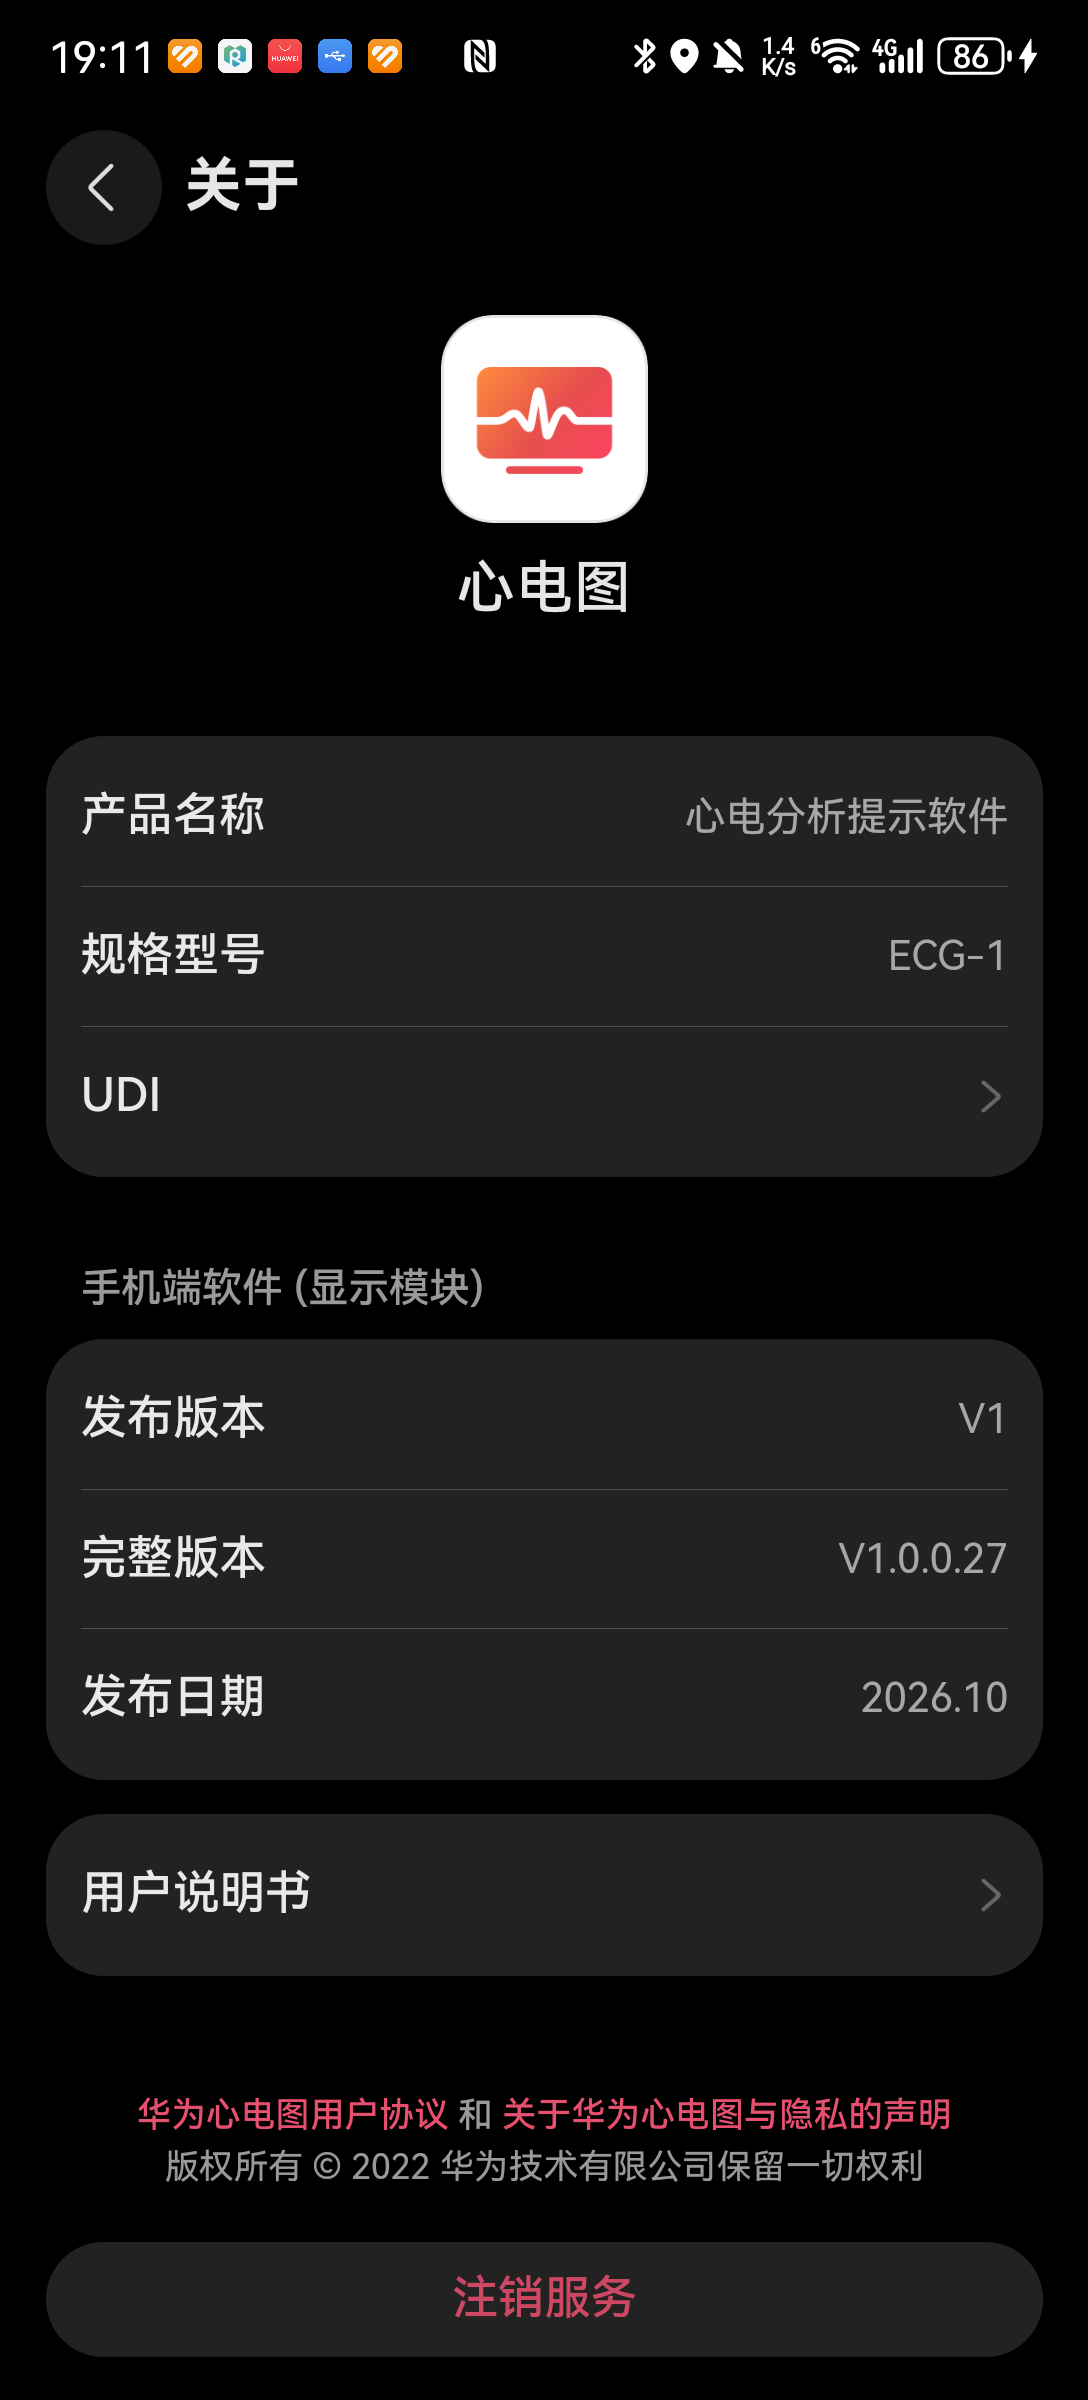 19:11
HUAWEI
1.4 K/s
6
4G
86
关于
心电图
产品名称 心电分析提示软件
规格型号 ECG-1
UDI
手机端软件 (显示模块)
发布版本 V1
完整版本 V1.0.0.27
发布日期 2026.10
用户说明书
华为心电图用户协议 和 关于华为心电图与隐私的声明
版权所有 © 2022 华为技术有限公司保留一切权利
注销服务